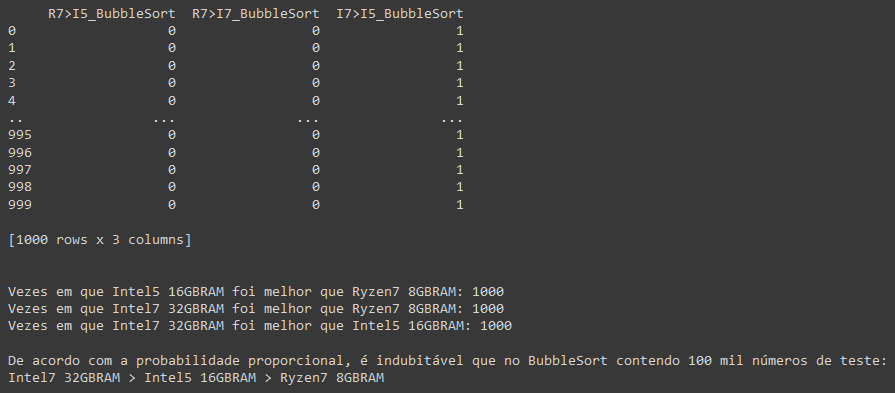 R7>I5_BubbleSort R7>I7_BubbleSort I7>I5_BubbleSort
0 0 0 1
1 0 0 1
2 0 0 1
3 0 0 1
4 0 0 1
.. ... ... ...
995 0 0 1
996 0 0 1
997 0 0 1
998 0 0 1
999 0 0 1
[1000 rows x 3 columns]
Vezes em que Intel5 16GBRAM foi melhor que Ryzen7 8GBRAM: 1000
Vezes em que Intel7 32GBRAM foi melhor que Ryzen7 8GBRAM: 1000
Vezes em que Intel7 32GBRAM foi melhor que Intel5 16GBRAM: 1000
De acordo com a probabilidade proporcional, é indubitável que no BubbleSort contendo 100 mil números de teste:
Intel7 32GBRAM > Intel5 16GBRAM > Ryzen7 8GBRAM